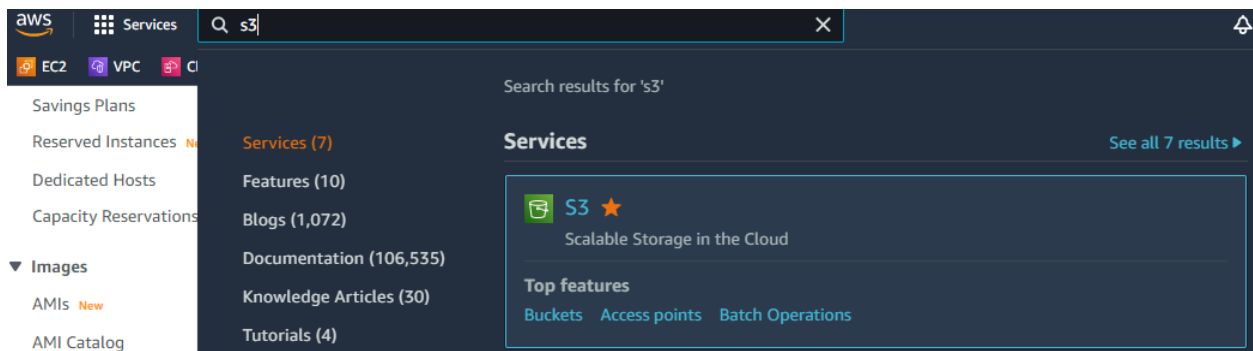 aws Services s3
EC2 VPC
Search results for 's3'
Savings Plans
Reserved Instances
Dedicated Hosts
Capacity Reservations
Images
AMIs New
AMI Catalog
Services (7)
Features (10)
Blogs (1,072)
Documentation (106,535)
Knowledge Articles (30)
Tutorials (4)
Services
See all 7 results
S3
Scalable Storage in the Cloud
Top features
Buckets Access points Batch Operations